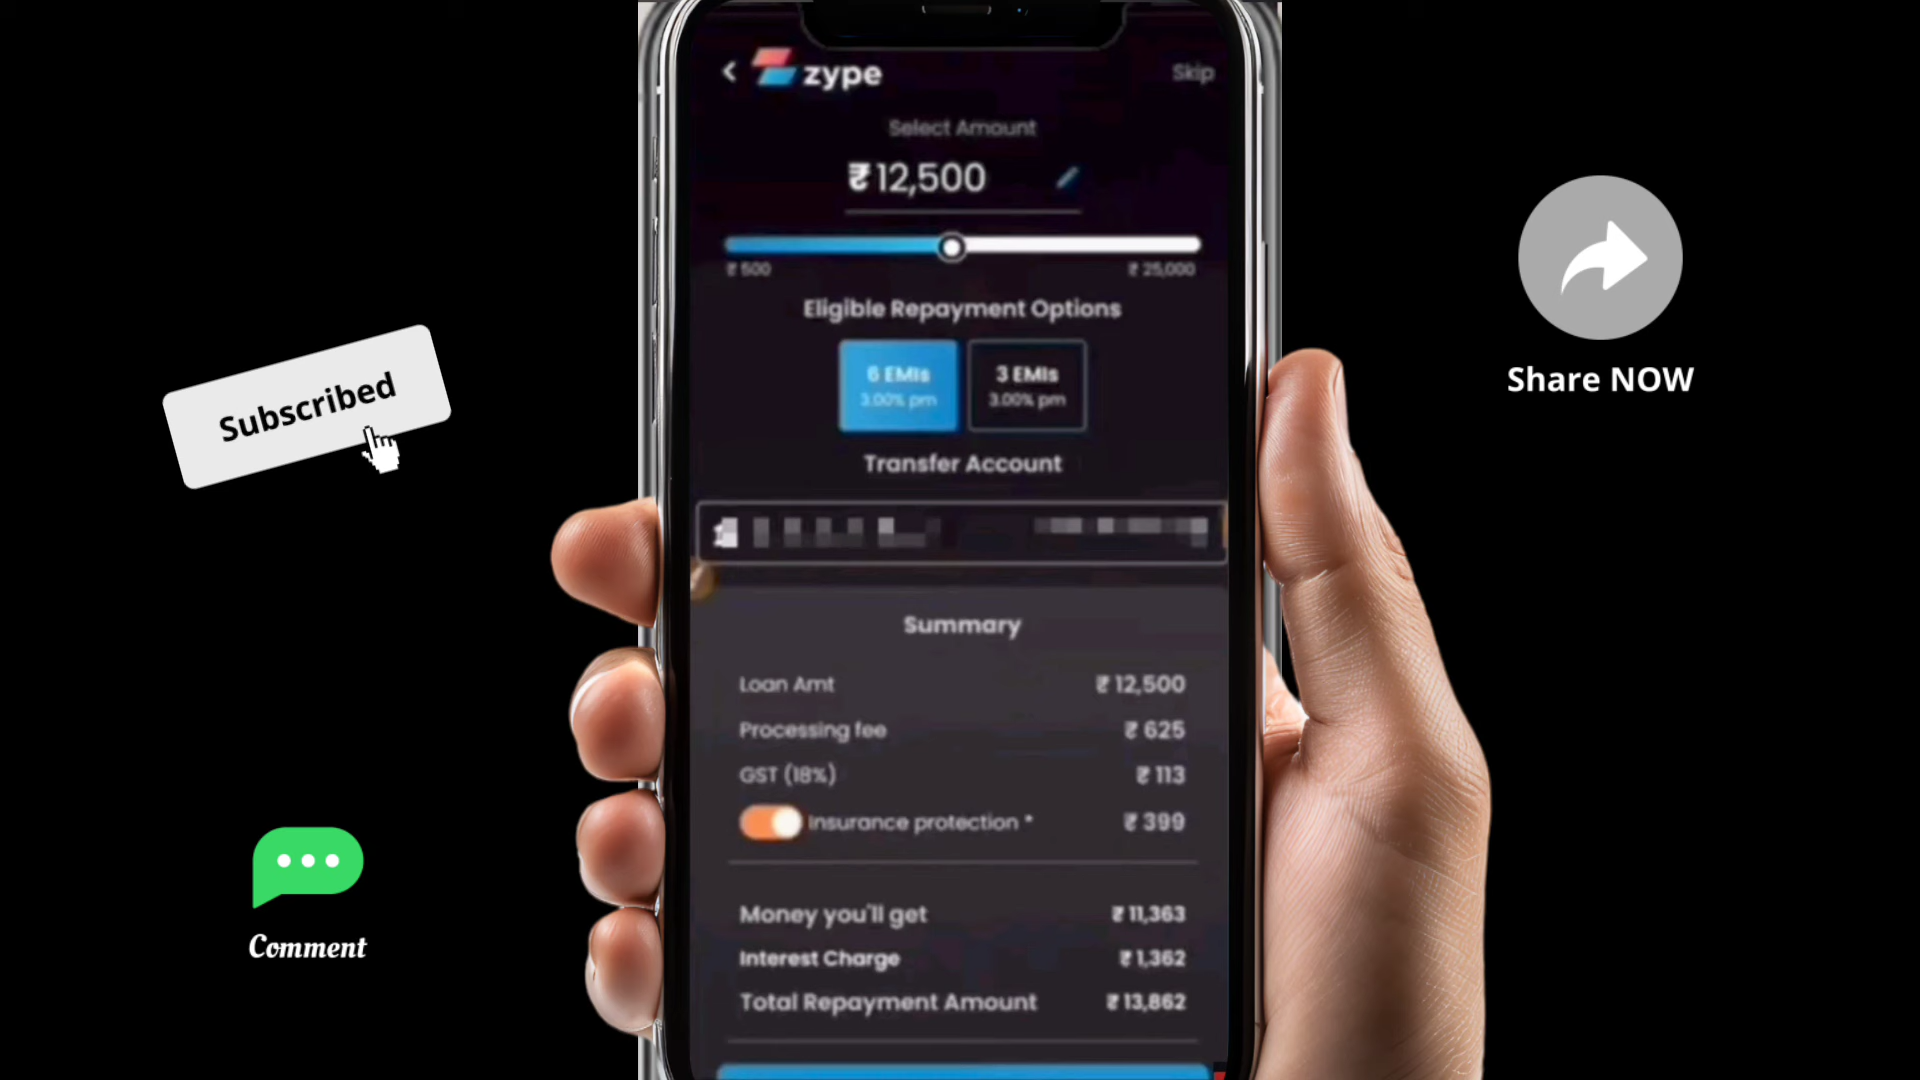 zype
Skip
Select Amount
₹ 12,500
₹ 500
₹ 25,000
Eligible Repayment Options
6 EMIs
3.00% pm
3 EMIs
3.00% pm
Transfer Account
Summary
Loan Amt ₹ 12,500
Processing fee ₹ 625
GST (18%) ₹ 113
Insurance protection * ₹ 399
Money you'll get ₹ 11,363
Interest Charge ₹ 1,362
Total Repayment Amount ₹ 13,862
Subscribed
Comment
Share NOW